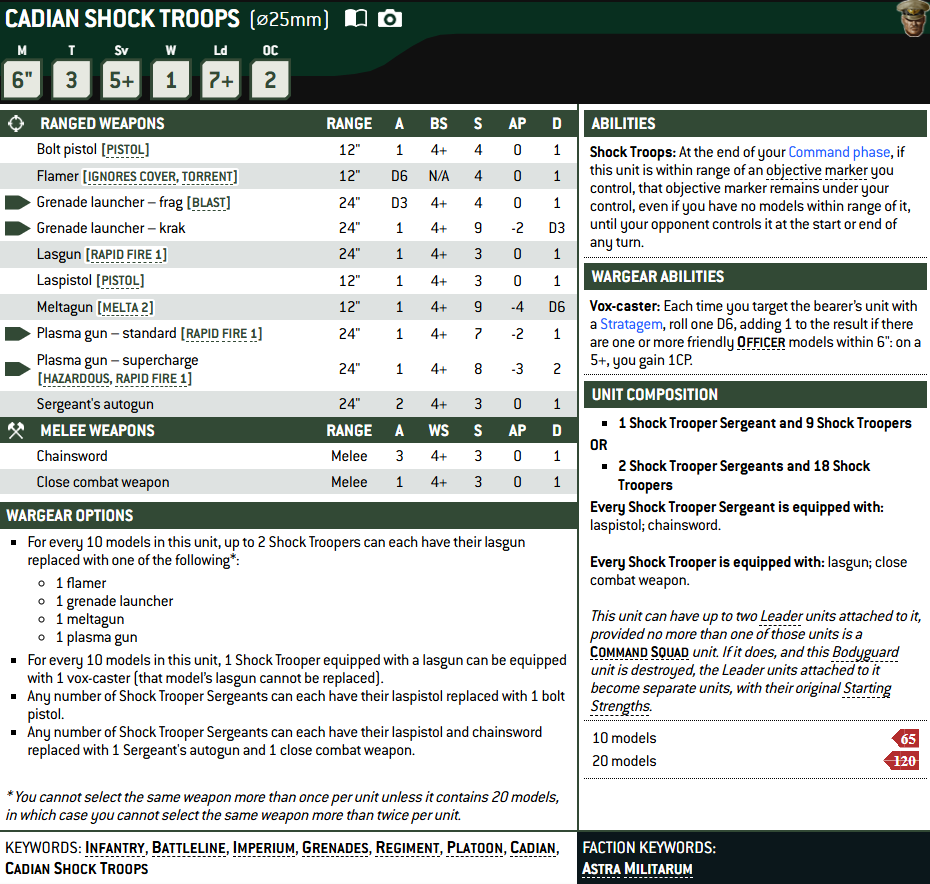 CADIAN SHOCK TROOPS (⌀25mm)
M T Sv W Ld OC
6" 3 5+ 1 7+ 2
RANGED WEAPONS RANGE A BS S AP D
Bolt pistol [PISTOL] 12" 1 4+ 4 0 1
Flamer [IGNORES COVER, TORRENT] 12" D6 N/A 4 0 1
Grenade launcher – frag [BLAST] 24" D3 4+ 4 0 1
Grenade launcher – krak 24" 1 4+ 9 -2 D3
Lasgun [RAPID FIRE 1] 24" 1 4+ 3 0 1
Laspistol [PISTOL] 12" 1 4+ 3 0 1
Meltagun [MELTA 2] 12" 1 4+ 9 -4 D6
Plasma gun – standard [RAPID FIRE 1] 24" 1 4+ 7 -2 1
Plasma gun – supercharge
[HAZARDOUS, RAPID FIRE 1] 24" 1 4+ 8 -3 2
Sergeant's autogun 24" 2 4+ 3 0 1
MELEE WEAPONS RANGE A WS S AP D
Chainsword Melee 3 4+ 3 0 1
Close combat weapon Melee 1 4+ 3 0 1
WARGEAR OPTIONS
▪ For every 10 models in this unit, up to 2 Shock Troopers can each have their lasgun
replaced with one of the following*:
○ 1 flamer
○ 1 grenade launcher
○ 1 meltagun
○ 1 plasma gun
▪ For every 10 models in this unit, 1 Shock Trooper equipped with a lasgun can be equipped
with 1 vox-caster (that model's lasgun cannot be replaced).
▪ Any number of Shock Trooper Sergeants can each have their laspistol replaced with 1 bolt
pistol.
▪ Any number of Shock Trooper Sergeants can each have their laspistol and chainsword
replaced with 1 Sergeant's autogun and 1 close combat weapon.
*You cannot select the same weapon more than once per unit unless it contains 20 models,
in which case you cannot select the same weapon more than twice per unit.
ABILITIES
Shock Troops: At the end of your Command phase, if
this unit is within range of an objective marker you
control, that objective marker remains under your
control, even if you have no models within range of it,
until your opponent controls it at the start or end of
any turn.
WARGEAR ABILITIES
Vox-caster: Each time you target the bearer's unit with
a Stratagem, roll one D6, adding 1 to the result if there
are one or more friendly OFFICER models within 6": on a
5+, you gain 1CP.
UNIT COMPOSITION
▪ 1 Shock Trooper Sergeant and 9 Shock Troopers
OR
▪ 2 Shock Trooper Sergeants and 18 Shock
Troopers
Every Shock Trooper Sergeant is equipped with:
laspistol; chainsword.
Every Shock Trooper is equipped with: lasgun; close
combat weapon.
This unit can have up to two Leader units attached to it,
provided no more than one of those units is a
COMMAND SQUAD unit. If it does, and this Bodyguard
unit is destroyed, the Leader units attached to it
become separate units, with their original Starting
Strengths.
10 models 65
20 models 120
KEYWORDS: INFANTRY, BATTLELINE, IMPERIUM, GRENADES, REGIMENT, PLATOON, CADIAN,
CADIAN SHOCK TROOPS
FACTION KEYWORDS:
ASTRA MILITARUM